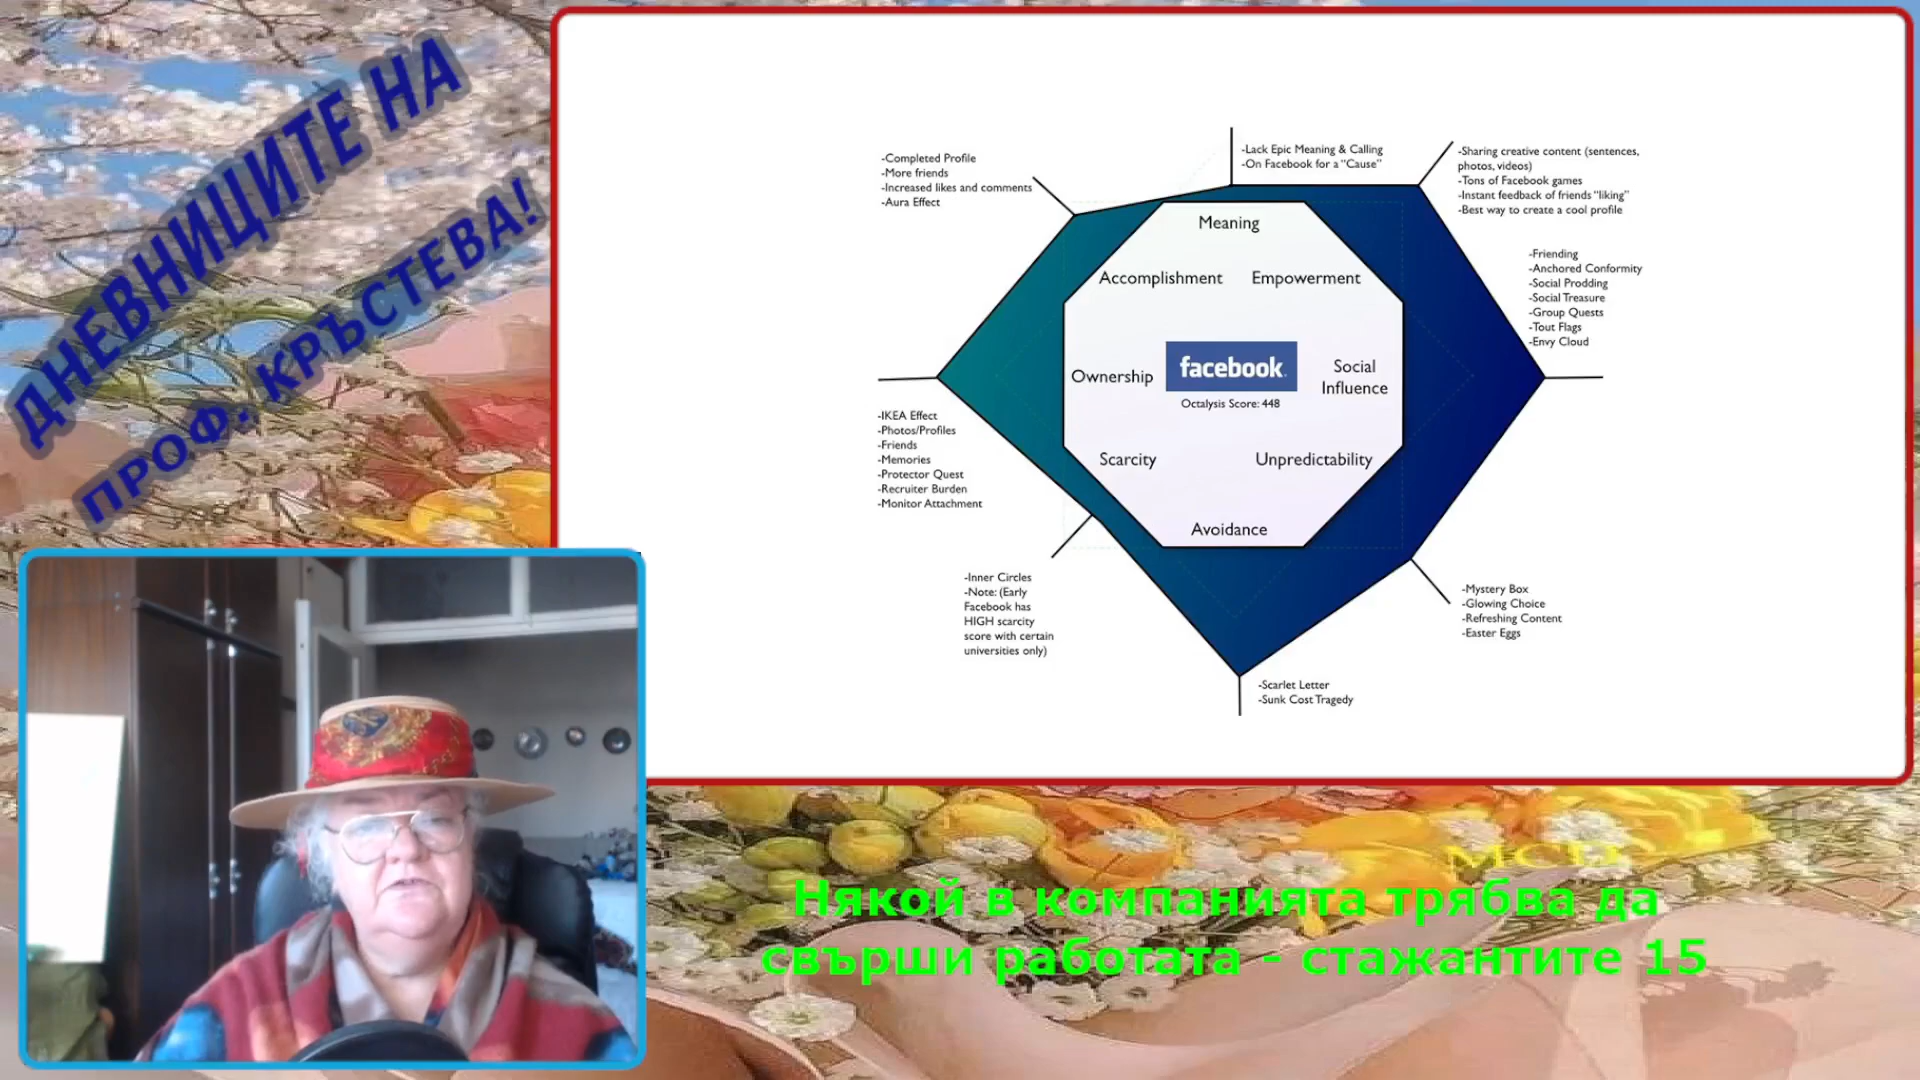 ДНЕВНИЦИТЕ НА
ПРОФ. КРЪСТЕВА!
-Completed Profile
-More friends
-Increased likes and comments
-Aura Effect
-Lack Epic Meaning & Calling
-On Facebook for a "Cause"
-Sharing creative content (sentences,
photos, videos)
-Tons of Facebook games
-Instant feedback of friends "liking"
-Best way to create a cool profile
-Friending
-Anchored Conformity
-Social Prodding
-Social Treasure
-Group Quests
-Tout Flags
-Envy Cloud
Meaning
Accomplishment
Empowerment
Ownership
facebook.
Octalysis Score: 448
Social
Influence
Scarcity
Unpredictability
Avoidance
-IKEA Effect
-Photos/Profiles
-Friends
-Memories
-Protector Quest
-Recruiter Burden
-Monitor Attachment
-Inner Circles
-Note: (Early
Facebook has
HIGH scarcity
score with certain
universities only)
-Mystery Box
-Glowing Choice
-Refreshing Content
-Easter Eggs
-Scarlet Letter
-Sunk Cost Tragedy
Някой в компанията трябва да
свърши работата - стажантите 15